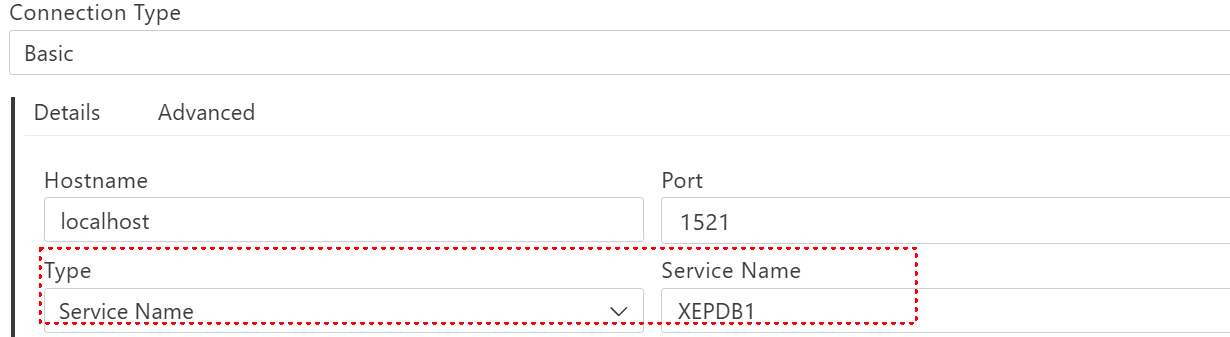 Connection Type
Basic
Details Advanced
Hostname Port
localhost 1521
Type Service Name
Service Name XEPDB1